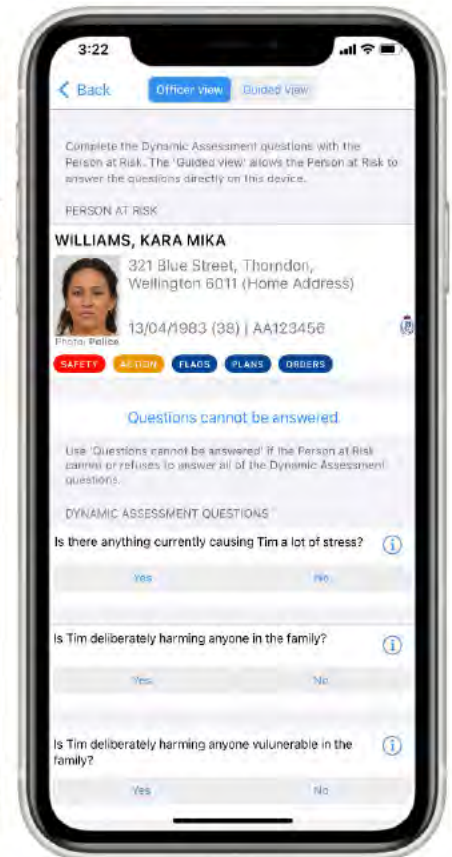 3:22
Back
Officer view
Guided view
Complete the Dynamic Assessment questions with the
Person at Risk. The 'Guided view' allows the Person at Risk to
answer the questions directly on this device.
PERSON AT RISK
WILLIAMS, KARA MIKA
321 Blue Street, Thorndon,
Wellington 6011 (Home Address)
13/04/1983 (38) | AA123456
Photo: Police
SAFETY ACTION FLAGS PLANS ORDERS
Questions cannot be answered
Use 'Questions cannot be answered' if the Person at Risk
cannot or refuses to answer all of the Dynamic Assessment
questions.
DYNAMIC ASSESSMENT QUESTIONS
Is there anything currently causing Tim a lot of stress?
Yes No
Is Tim deliberately harming anyone in the family?
Yes No
Is Tim deliberately harming anyone vulunerable in the
family?
Yes No